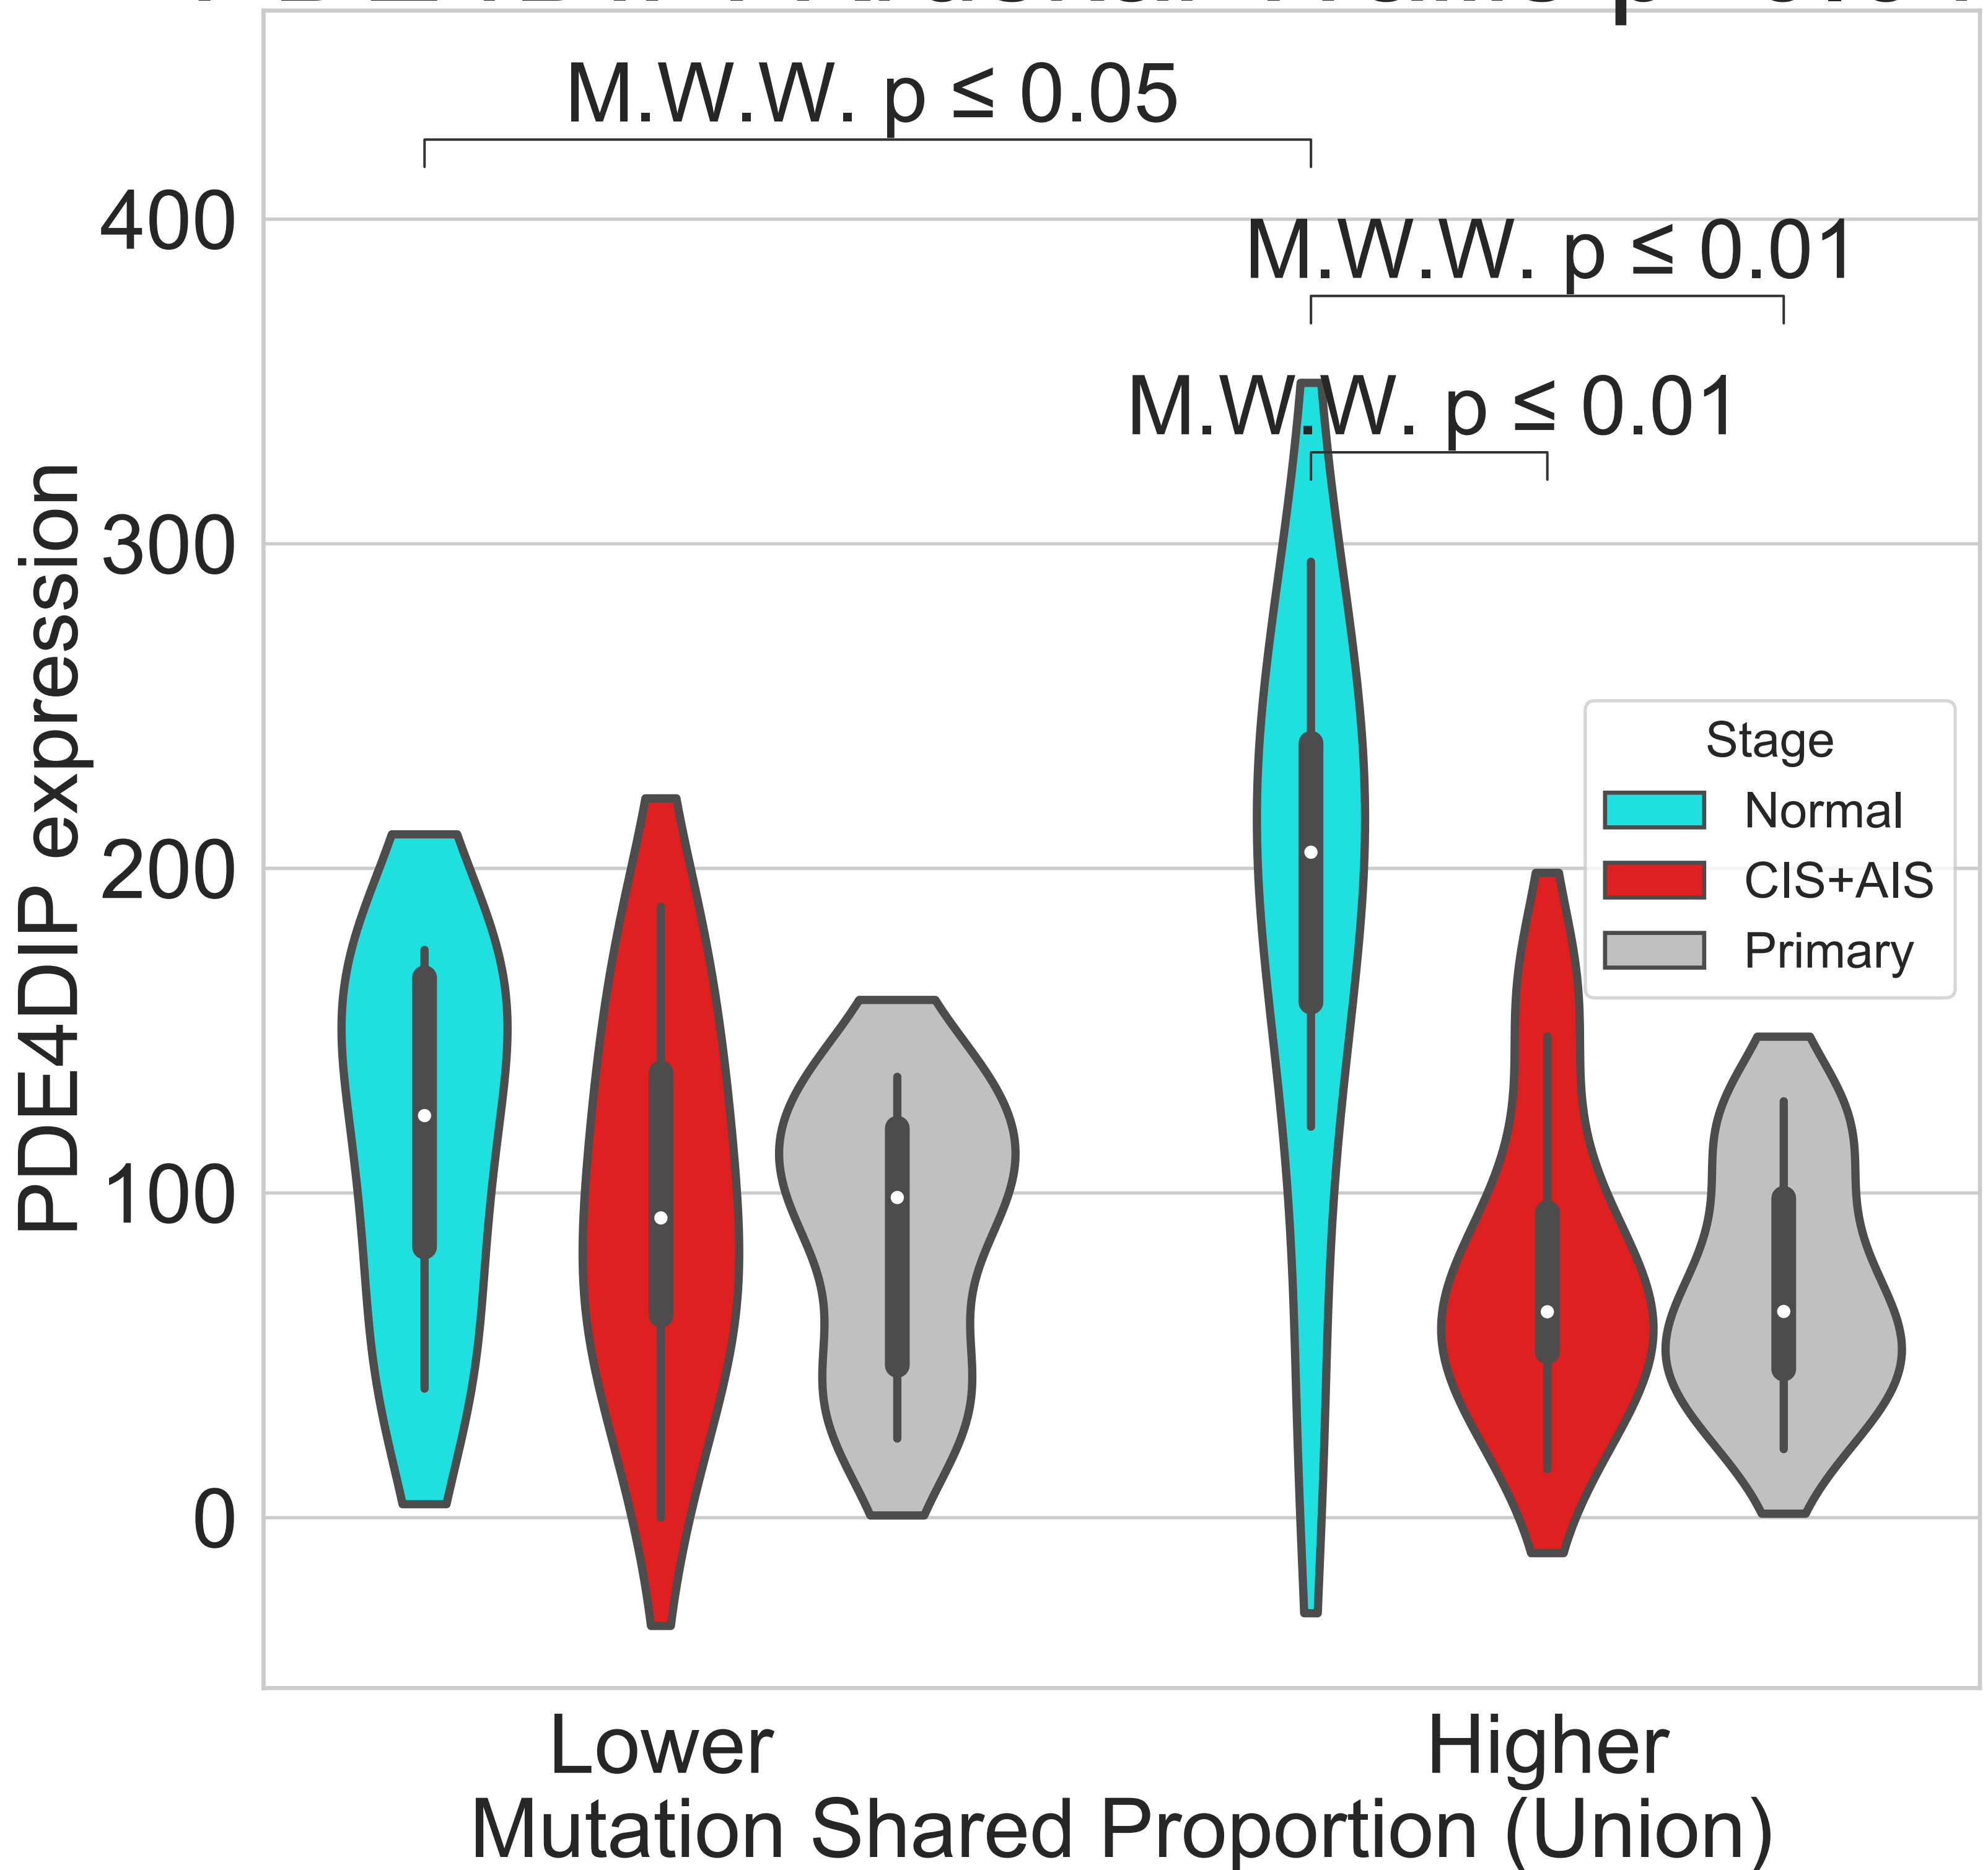 M.W.W. p ≤ 0.05
400
M.W.W. p ≤ 0.01
M.W.W. p ≤ 0.01
300
PDE4DIP expression
Stage
Normal
200
CIS+AIS
Primary
100
0
Lower
Higher
Mutation Shared Proportion (Union)